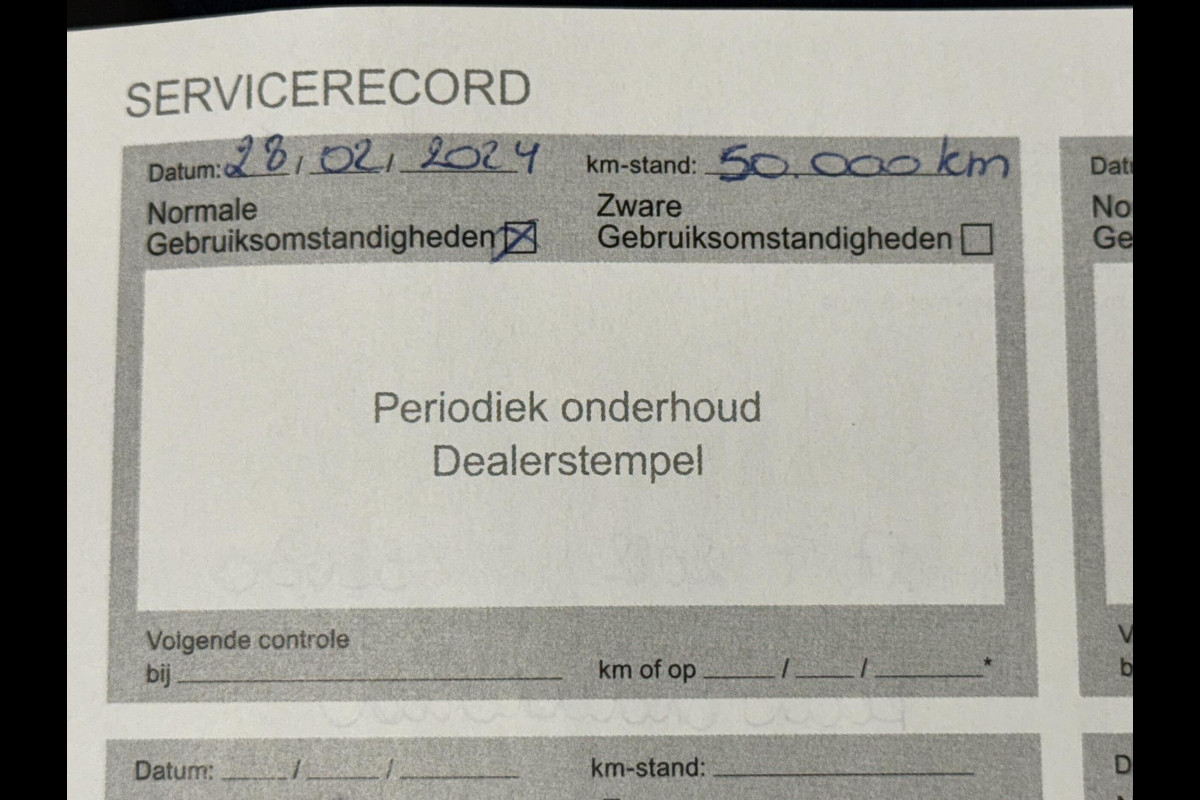 SERVICERECORD
Datum: 28 / 02 / 2024 km-stand: 50.000 km
Normale Zware
Gebruiksomstandigheden Gebruiksomstandigheden
Periodiek onderhoud
Dealerstempel
Volgende controle
bij km of op / / *
Datum: / / km-stand: